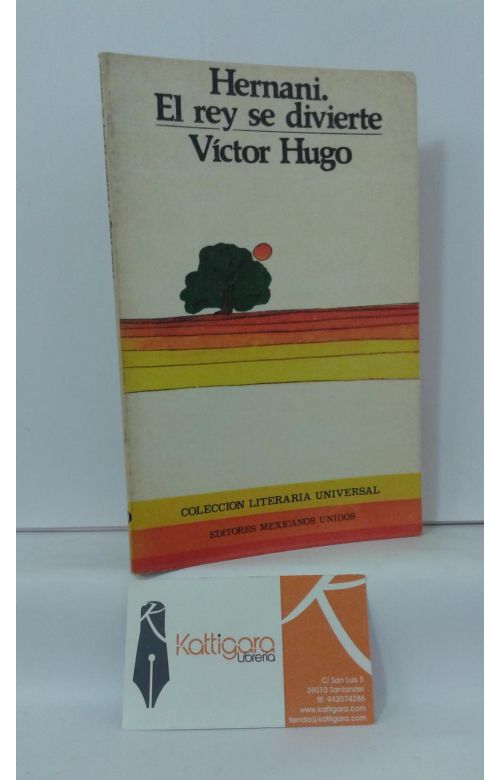 Hernani.
El rey se divierte
Víctor Hugo
COLECCION LITERARIA UNIVERSAL
EDITORES MEXICANOS UNIDOS
Kattigara
Librería
C/ San Luis 5
39010 Santander
tlf: 942074286
www.kattigara.com
tienda@kattigara.com